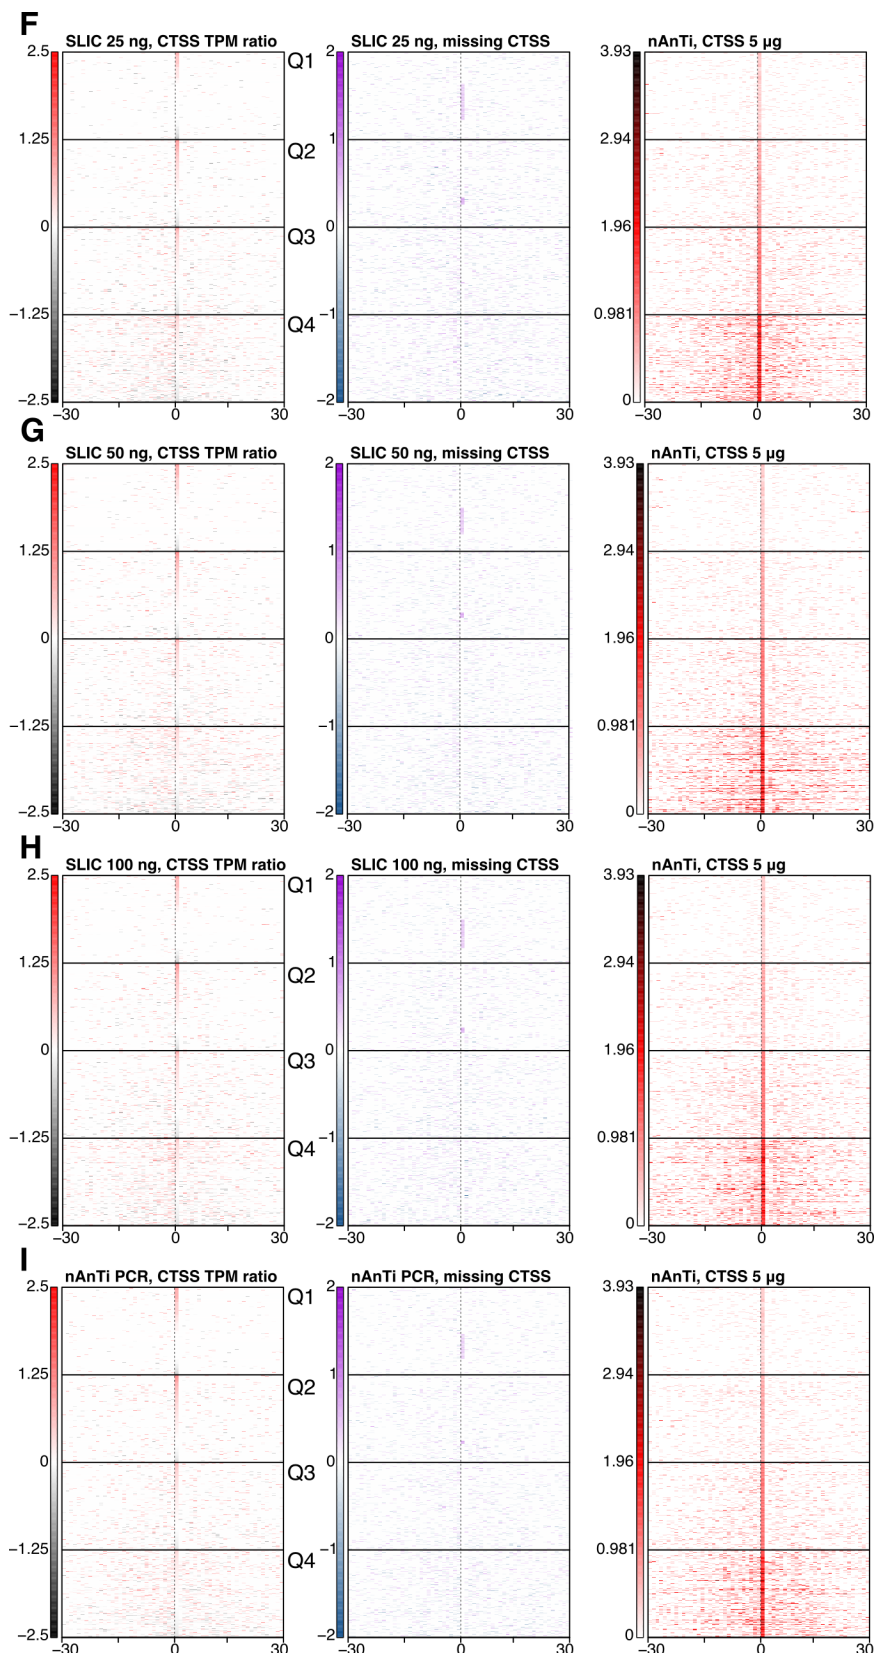 F
SLIC 25 ng, CTSS TPM ratio
SLIC 25 ng, missing CTSS
nAnTi, CTSS 5 µg
2.5
1.25
0
−1.25
−2.5
Q1
Q2
Q3
Q4
2
1
0
−1
−2
3.93
2.94
1.96
0.981
0
−30 0 30
−30 0 30
−30 0 30
G
SLIC 50 ng, CTSS TPM ratio
SLIC 50 ng, missing CTSS
nAnTi, CTSS 5 µg
2.5
1.25
0
−1.25
−2.5
2
1
0
−1
−2
3.93
2.94
1.96
0.981
0
−30 0 30
−30 0 30
−30 0 30
H
SLIC 100 ng, CTSS TPM ratio
SLIC 100 ng, missing CTSS
nAnTi, CTSS 5 µg
2.5
1.25
0
−1.25
−2.5
Q1
Q2
Q3
Q4
2
1
0
−1
−2
3.93
2.94
1.96
0.981
0
−30 0 30
−30 0 30
−30 0 30
I
nAnTi PCR, CTSS TPM ratio
nAnTi PCR, missing CTSS
nAnTi, CTSS 5 µg
2.5
1.25
0
−1.25
−2.5
Q1
Q2
Q3
Q4
2
1
0
−1
−2
3.93
2.94
1.96
0.981
0
−30 0 30
−30 0 30
−30 0 30